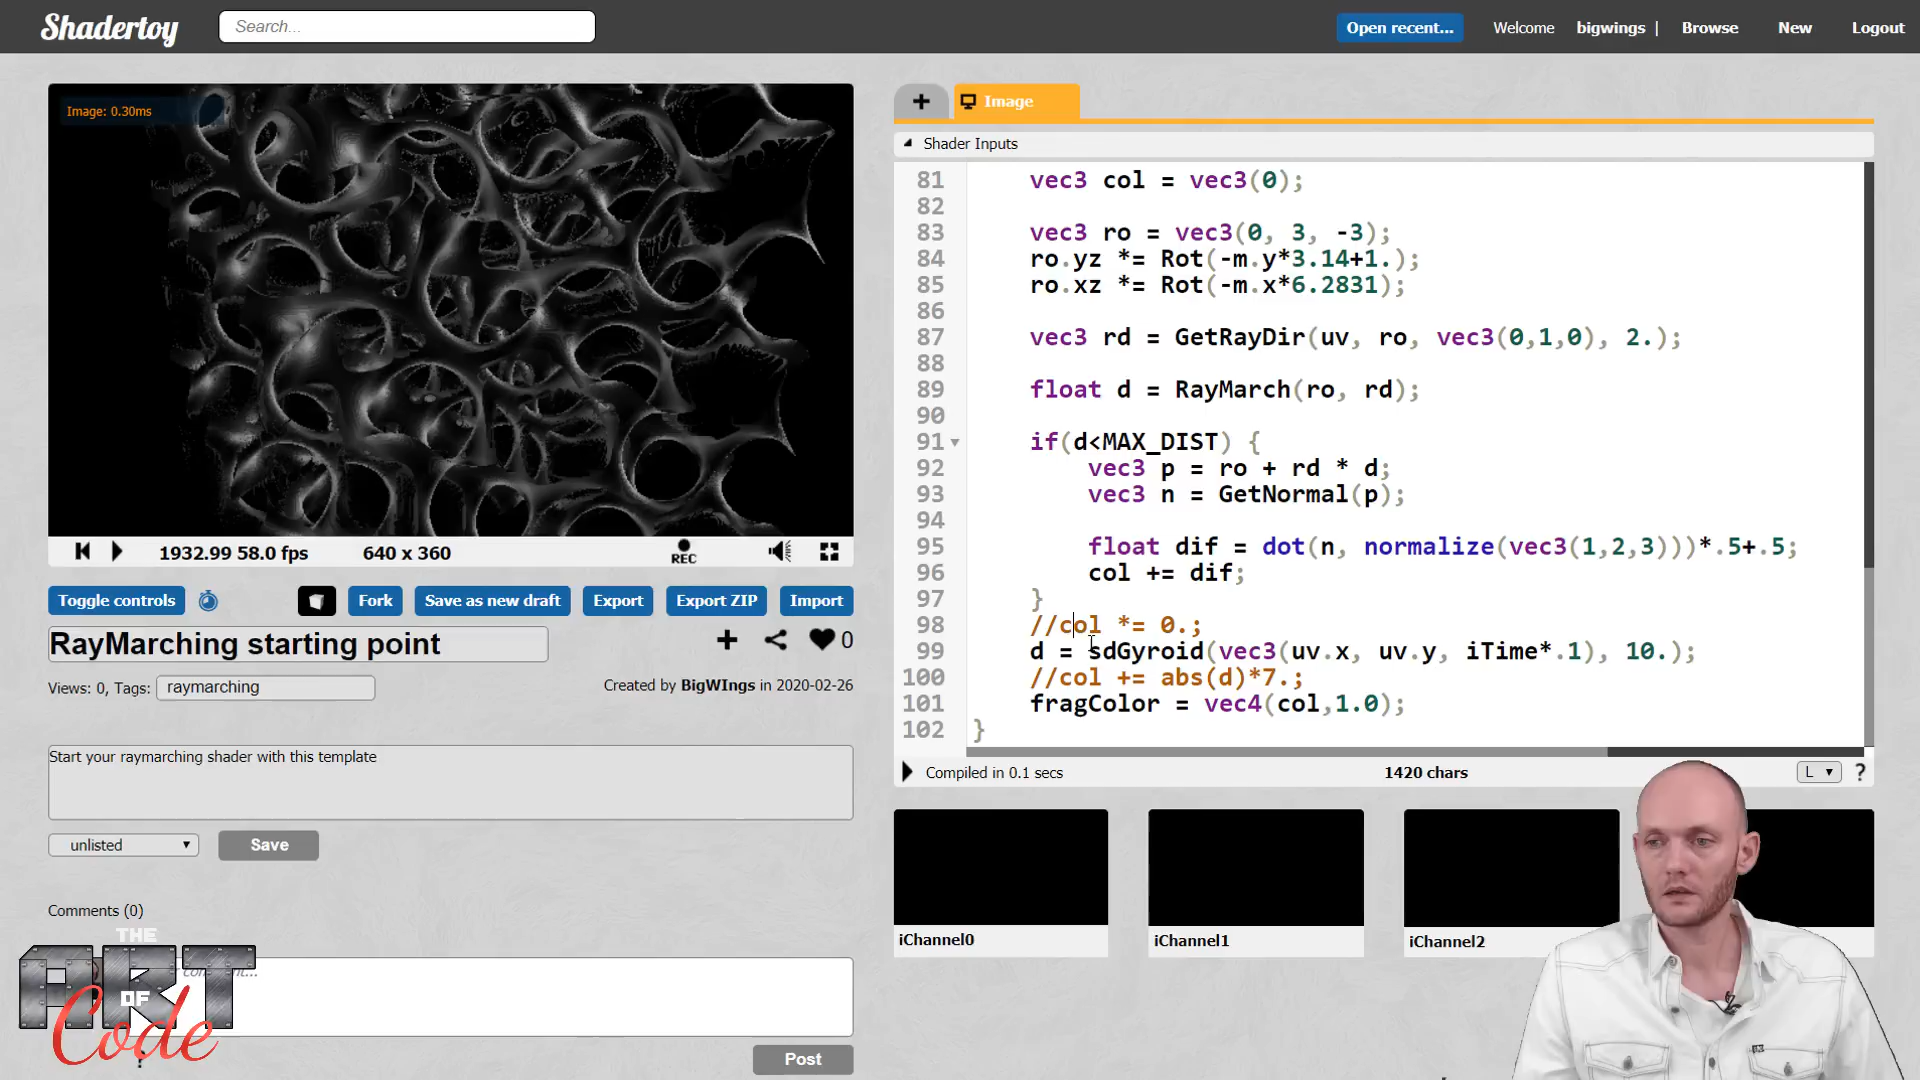 Shadertoy
Search...
Open recent...
Welcome bigwings | Browse New Logout
Image: 0.30ms
+ Image
Shader Inputs
81 vec3 col = vec3(0);
82
83 vec3 ro = vec3(0, 3, -3);
84 ro.yz *= Rot(-m.y*3.14+1.);
85 ro.xz *= Rot(-m.x*6.2831);
86
87 vec3 rd = GetRayDir(uv, ro, vec3(0,1,0), 2.);
88
89 float d = RayMarch(ro, rd);
90
91 if(d<MAX_DIST) {
92 vec3 p = ro + rd * d;
93 vec3 n = GetNormal(p);
94
95 float dif = dot(n, normalize(vec3(1,2,3)))*.5+.5;
96 col += dif;
97 }
98 //col *= 0.;
99 d = sdGyroid(vec3(uv.x, uv.y, iTime*.1), 10.);
100 //col += abs(d)*7.;
101 fragColor = vec4(col,1.0);
102 }
1932.99 58.0 fps 640 x 360 REC
Compiled in 0.1 secs 1420 chars L ?
Toggle controls Fork Save as new draft Export Export ZIP Import
RayMarching starting point
0
Views: 0, Tags: raymarching
Created by BigWIngs in 2020-02-26
Start your raymarching shader with this template
unlisted Save
Comments (0)
iChannel0 iChannel1 iChannel2
THE
ART
OF
Code
Post